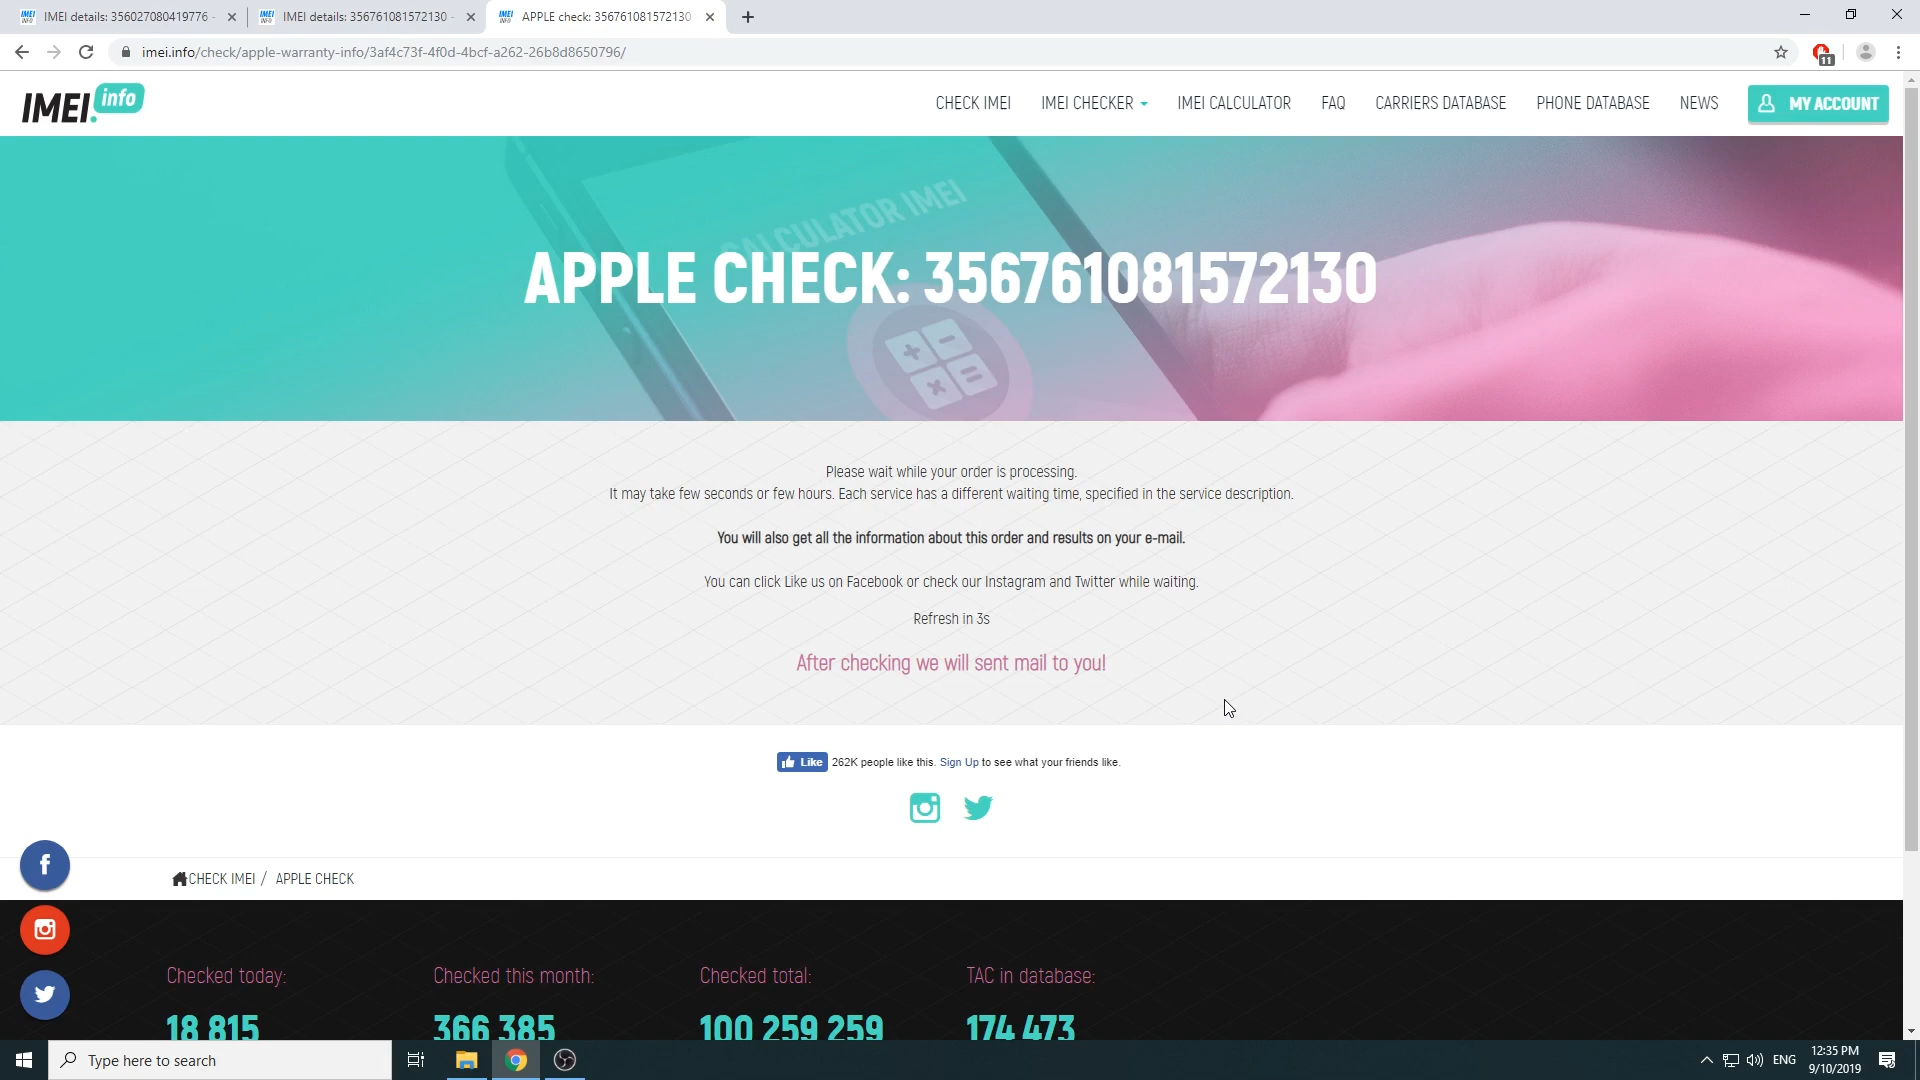 IMEI details: 356027080419776 -
IMEI details: 356761081572130 -
APPLE check: 356761081572130
imei.info/check/apple-warranty-info/3af4c73f-4f0d-4bcf-a262-26b8d8650796/
11
IMEI.info
CHECK IMEI
IMEI CHECKER
IMEI CALCULATOR
FAQ
CARRIERS DATABASE
PHONE DATABASE
NEWS
MY ACCOUNT
CALCULATOR IMEI
APPLE CHECK: 356761081572130
Please wait while your order is processing.
It may take few seconds or few hours. Each service has a different waiting time, specified in the service description.
You will also get all the information about this order and results on your e-mail.
You can click Like us on Facebook or check our Instagram and Twitter while waiting.
Refresh in 3s
After checking we will sent mail to you!
Like 262K people like this. Sign Up to see what your friends like.
CHECK IMEI / APPLE CHECK
Checked today:
18 815
Checked this month:
366 385
Checked total:
100 259 259
TAC in database:
174 473
Type here to search
ENG
12:35 PM
9/10/2019